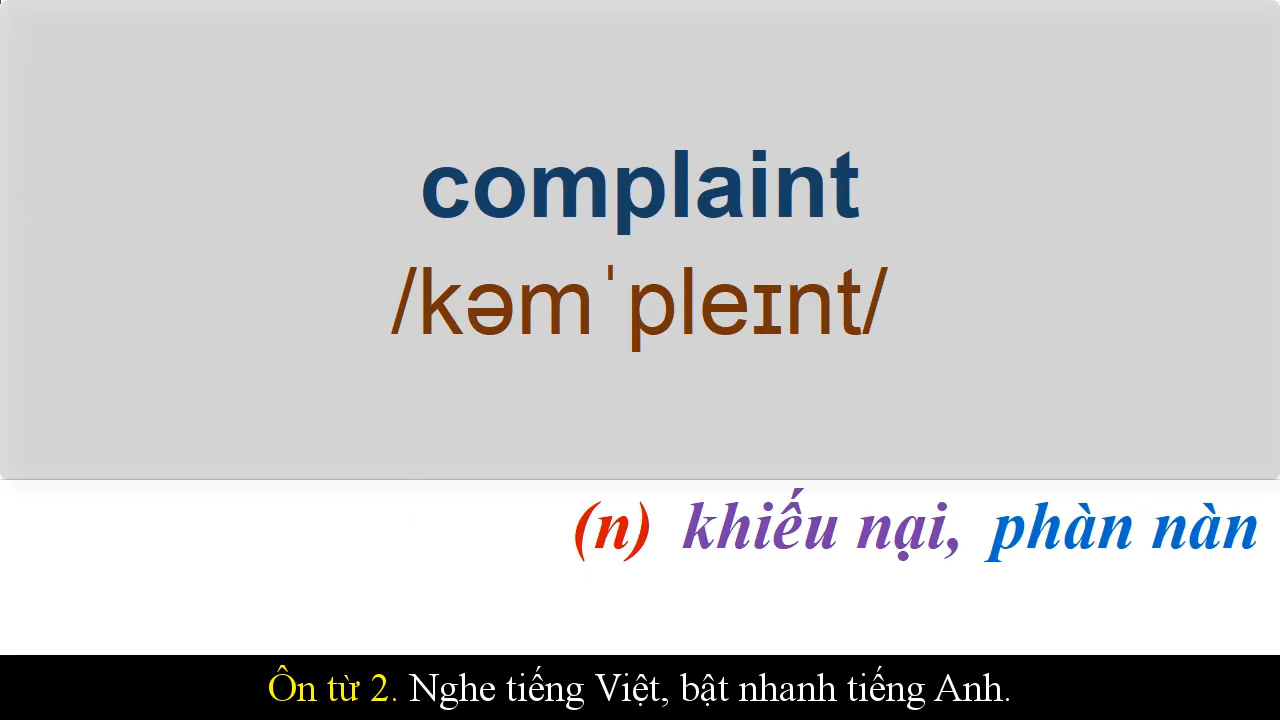 complaint
/kəmˈpleɪnt/
(n) khiếu nại, phàn nàn
Ôn từ 2. Nghe tiếng Việt, bật nhanh tiếng Anh.